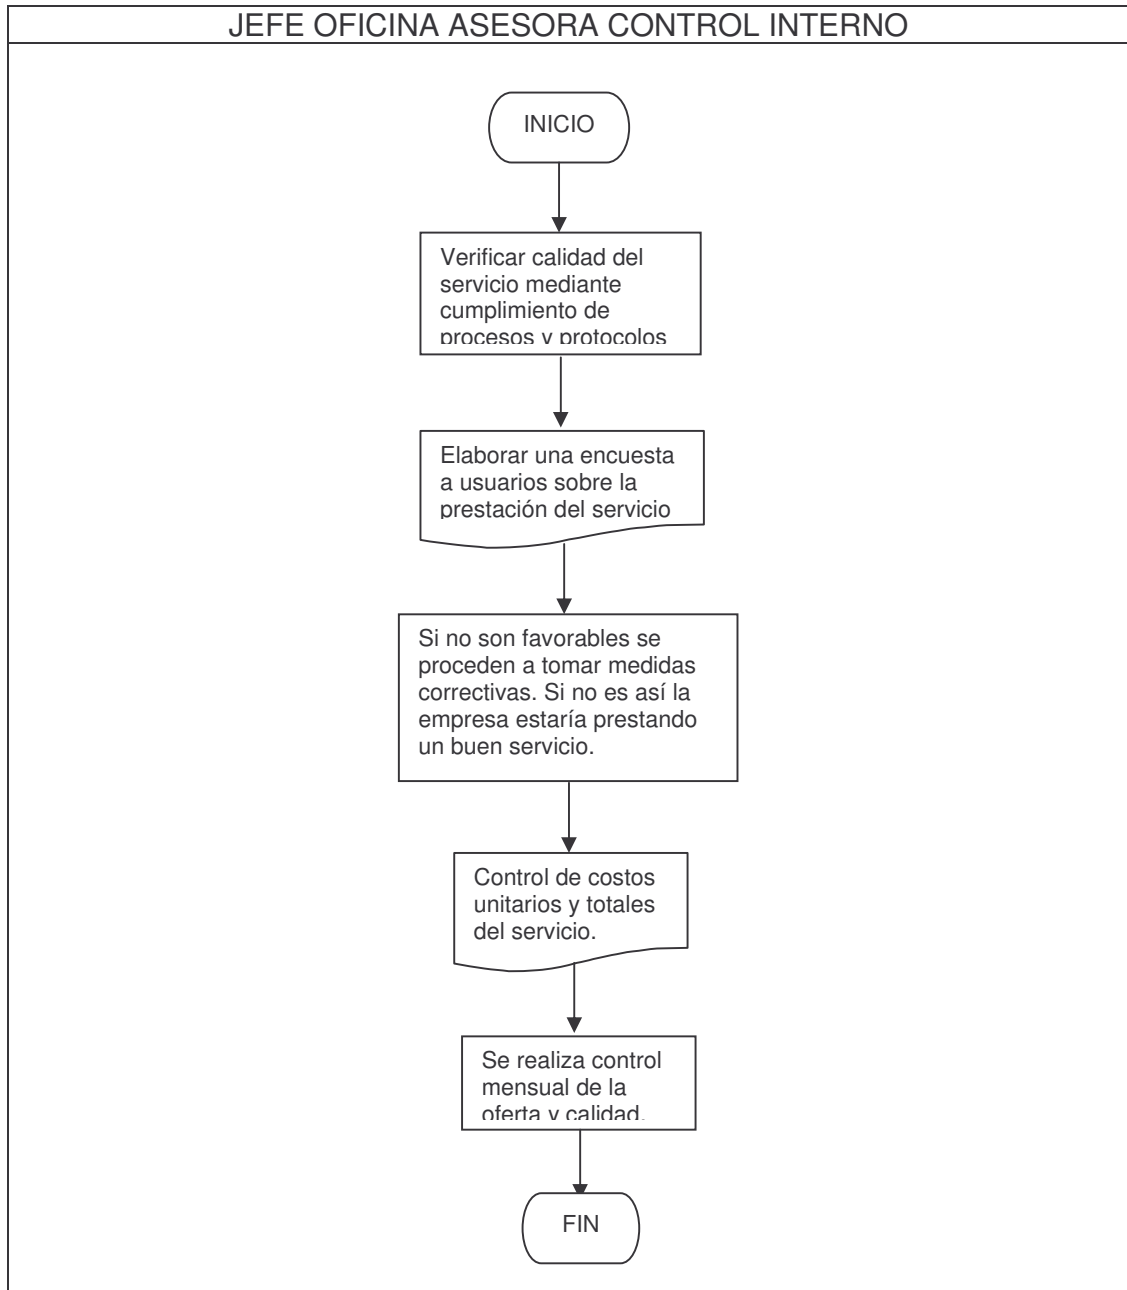 JEFE OFICINA ASESORA CONTROL INTERNO
INICIO
Verificar calidad del
servicio mediante
cumplimiento de
procesos y protocolos
Elaborar una encuesta
a usuarios sobre la
prestación del servicio
Si no son favorables se
proceden a tomar medidas
correctivas. Si no es así la
empresa estaría prestando
un buen servicio.
Control de costos
unitarios y totales
del servicio.
Se realiza control
mensual de la
oferta y calidad.
FIN